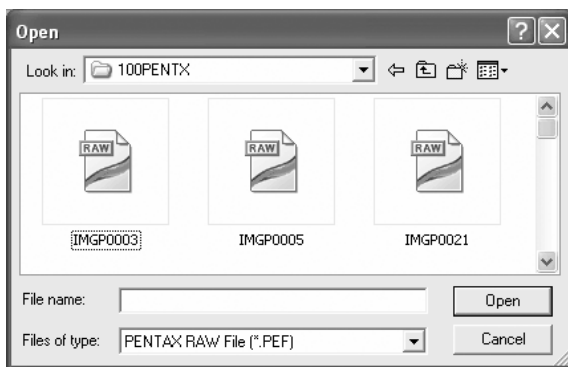 Open
Look in: 100PENTX
RAW RAW RAW
IMGP0003 IMGP0005 IMGP0021
File name: Open
Files of type: PENTAX RAW File (*.PEF) Cancel